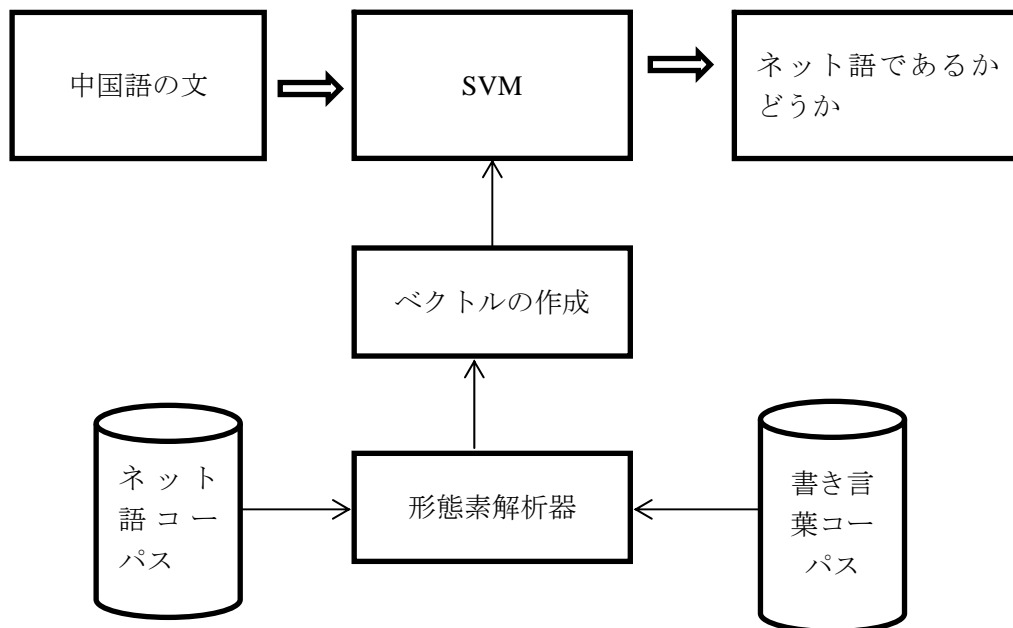 中国語の文
SVM
ネット語であるか
どうか
ベクトルの作成
ネット
語コー
パス
形態素解析器
書き言
葉コー
パス